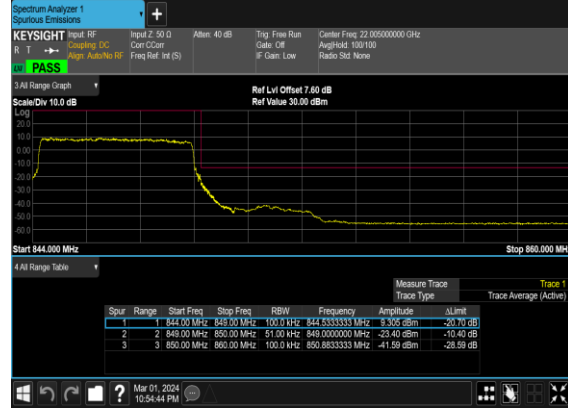 Spectrum Analyzer 1
Spurious Emissions
+
KEYSIGHT Input: RF Input Z: 50 Ω Atten: 40 dB Trig: Free Run Center Freq: 22.005000000 GHz
R T Coupling: DC Corr CCorr Gate: Off Avg|Hold: 100/100
Align: Auto/No RF Freq Ref: Int (S) IF Gain: Low Radio Std: None
PASS
3 All Range Graph
Ref Lvl Offset 7.60 dB
Scale/Div 10.0 dB Ref Value 30.00 dBm
Log
20.0
10.0
0.00
-10.0
-20.0
-30.0
-40.0
-50.0
-60.0
Start 844.000 MHz Stop 860.000 MHz
4 All Range Table
Measure Trace Trace 1
Trace Type Trace Average (Active)
Spur Range Start Freq Stop Freq RBW Frequency Amplitude ΔLimit
1 1 844.00 MHz 849.00 MHz 100.0 kHz 844.5333333 MHz 9.305 dBm -20.70 dB
2 2 849.00 MHz 850.00 MHz 51.00 kHz 849.0000000 MHz -23.40 dBm -10.40 dB
3 3 850.00 MHz 860.00 MHz 100.0 kHz 850.8833333 MHz -41.59 dBm -28.59 dB
? Mar 01, 2024
10:54:44 PM